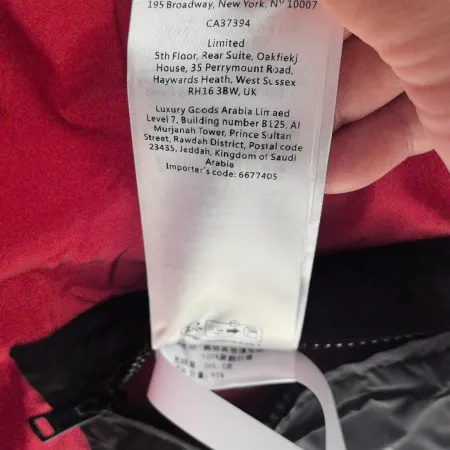 195 Broadway, New York, NY 10007
CA37394
Limited
5th Floor, Rear Suite, Oakfield
House, 35 Perrymount Road,
Haywards Heath, West Sussex
RH16 3BW, UK
Luxury Goods Arabia Limited
Level 7, Building number 8125, Al
Murjanah Tower, Prince Sultan
Street, Rawdah District, Postal code
23435, Jeddah, Kingdom of Saudi
Arabia
Importer's code: 6677405